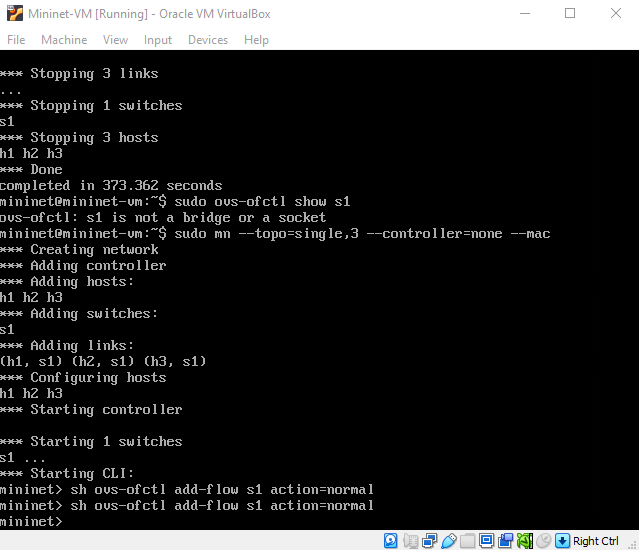 Mininet-VM [Running] - Oracle VM VirtualBox
File Machine View Input Devices Help
*** Stopping 3 links
...
*** Stopping 1 switches
s1
*** Stopping 3 hosts
h1 h2 h3
*** Done
completed in 373.362 seconds
mininet@mininet-vm:~$ sudo ovs-ofctl show s1
ovs-ofctl: s1 is not a bridge or a socket
mininet@mininet-vm:~$ sudo mn --topo=single,3 --controller=none --mac
*** Creating network
*** Adding controller
*** Adding hosts:
h1 h2 h3
*** Adding switches:
s1
*** Adding links:
(h1, s1) (h2, s1) (h3, s1)
*** Configuring hosts
h1 h2 h3
*** Starting controller
*** Starting 1 switches
s1 ...
*** Starting CLI:
mininet> sh ovs-ofctl add-flow s1 action=normal
mininet> sh ovs-ofctl add-flow s1 action=normal
mininet>
Right Ctrl